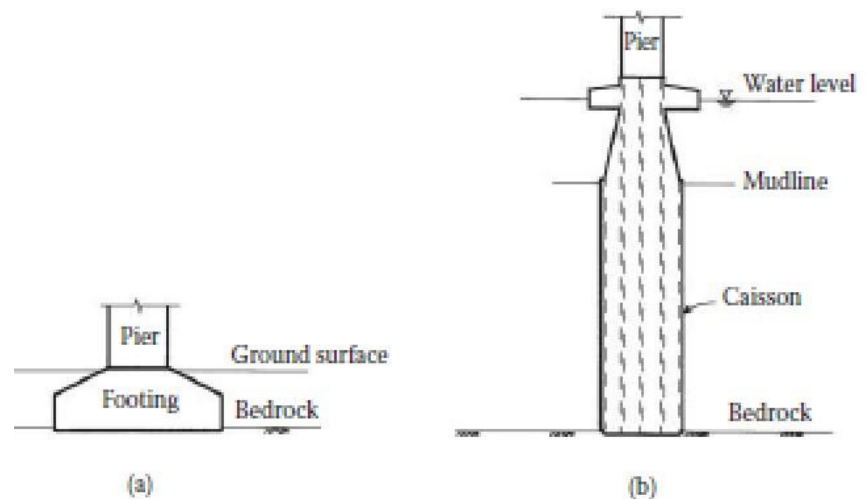 Pier
Ground surface
Footing
Bedrock
(a)
Pier
Water level
Mudline
Caisson
Bedrock
(b)